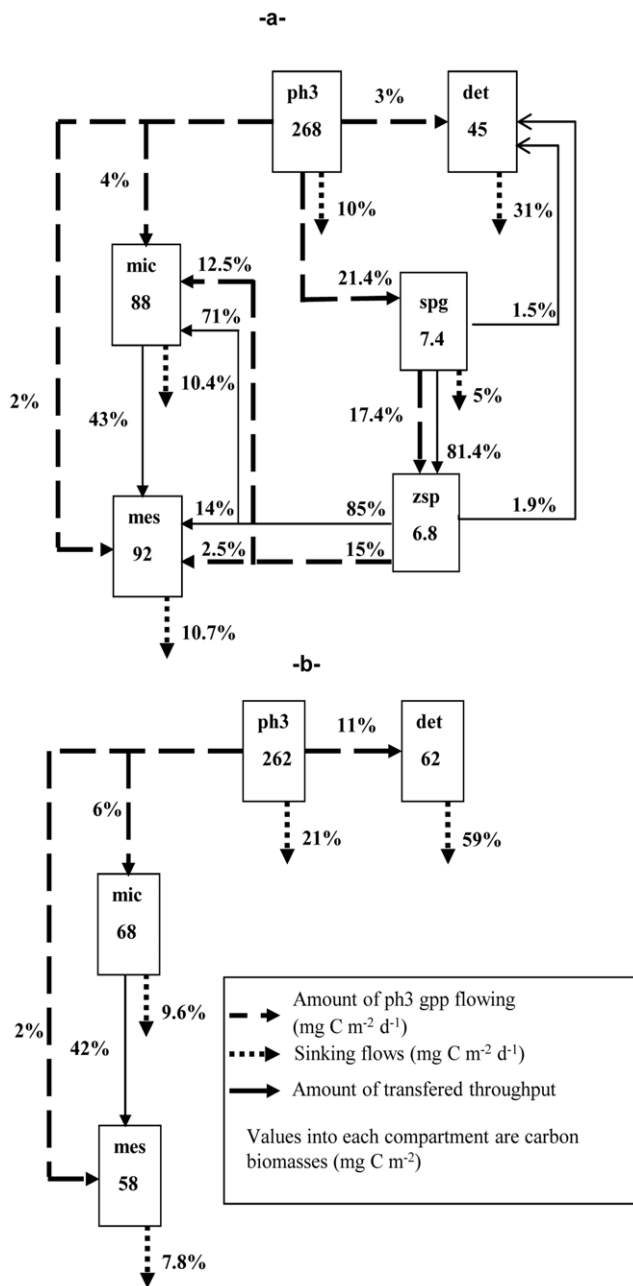 -a-
ph3
268
3%
det
45
4%
10%
31%
mic
88
12.5%
21.4%
spg
7.4
71%
1.5%
10.4%
5%
2%
43%
17.4%
81.4%
zsp
6.8
mes
92
14%
85%
1.9%
2.5%
15%
10.7%
-b-
ph3
262
11%
det
62
6%
21%
59%
mic
68
9.6%
2%
42%
mes
58
7.8%
Amount of ph3 gpp flowing
(mg C m⁻² d⁻¹)
Sinking flows (mg C m⁻² d⁻¹)
Amount of transfered throughput
Values into each compartment are carbon
biomasses (mg C m⁻²)